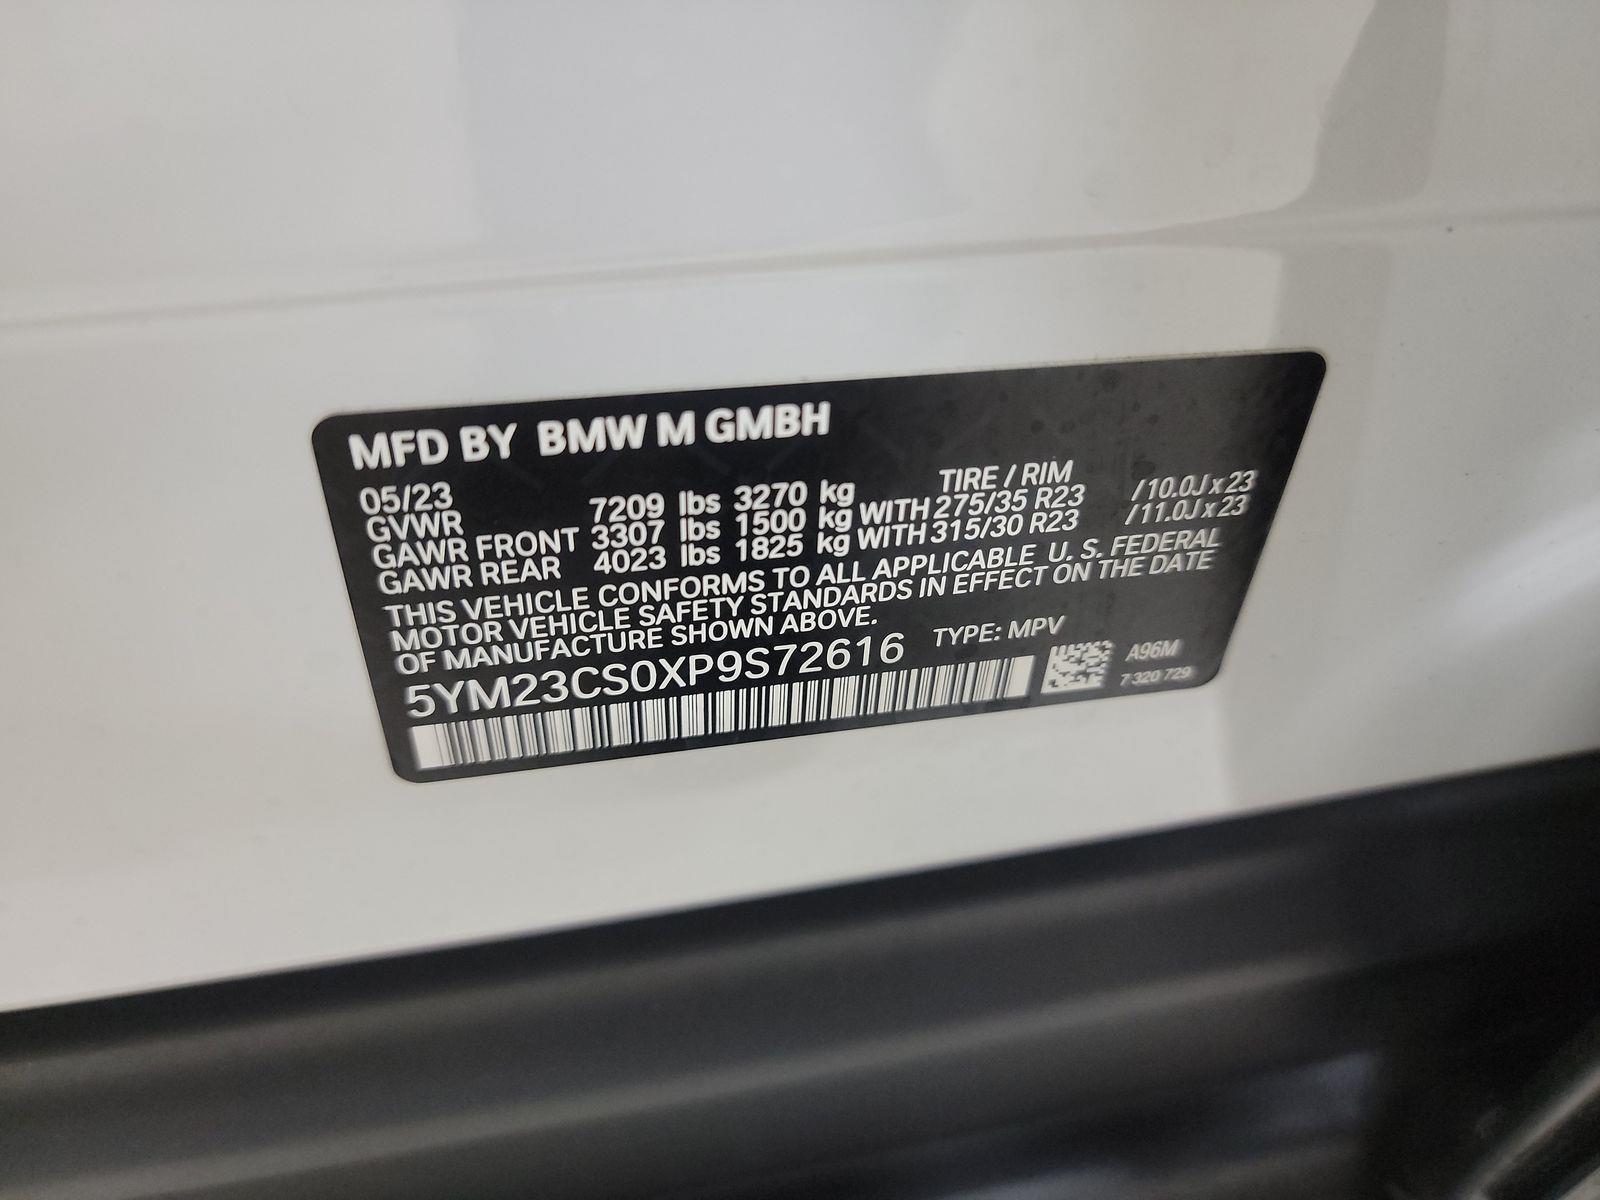 MFD BY BMW M GMBH
05/23 TIRE / RIM
GVWR 7209 lbs 3270 kg
GAWR FRONT 3307 lbs 1500 kg WITH 275/35 R23 /10.0J x 23
GAWR REAR 4023 lbs 1825 kg WITH 315/30 R23 /11.0J x 23
THIS VEHICLE CONFORMS TO ALL APPLICABLE U. S. FEDERAL
MOTOR VEHICLE SAFETY STANDARDS IN EFFECT ON THE DATE
OF MANUFACTURE SHOWN ABOVE.
5YM23CS0XP9S72616 TYPE: MPV
A96M
7 320 729